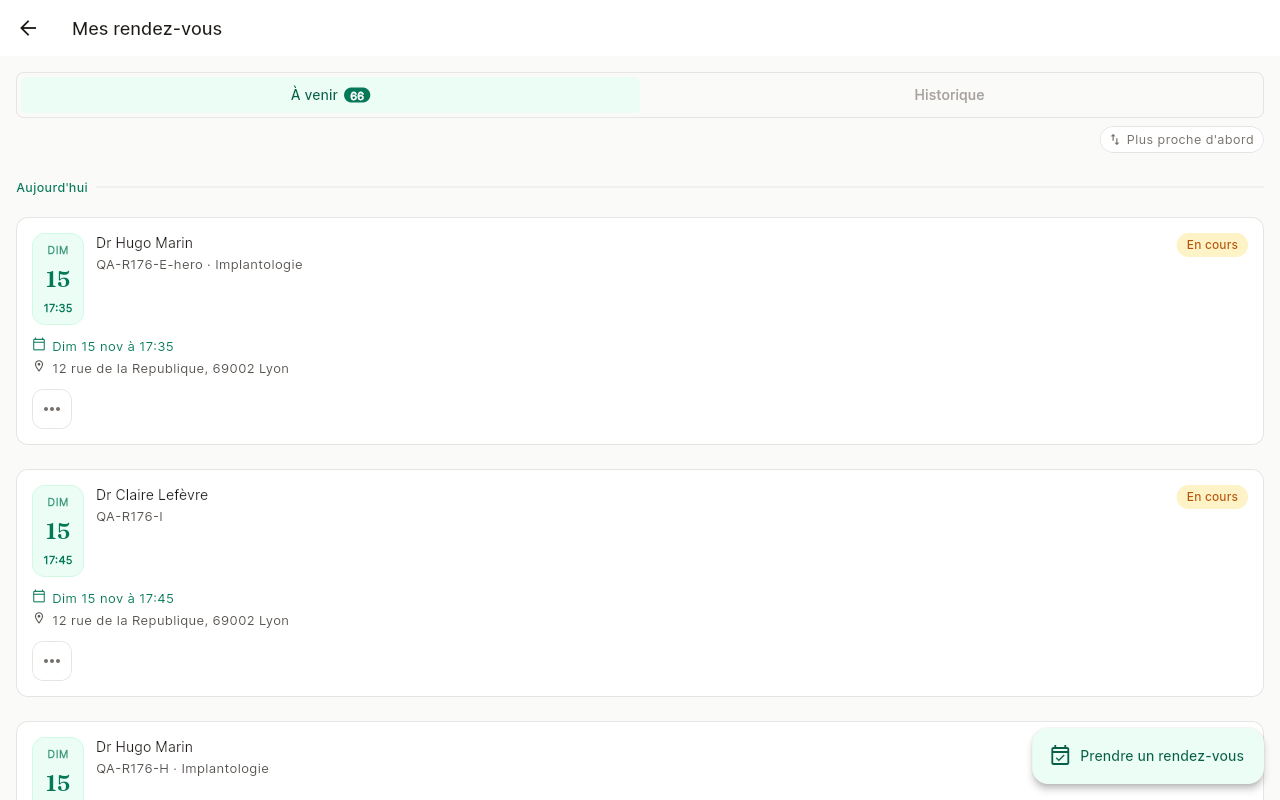 Mes rendez-vous
À venir 66
Historique
Plus proche d'abord
Aujourd'hui
DIM
15
17:35
Dr Hugo Marin
QA-R176-E-hero · Implantologie
En cours
Dim 15 nov à 17:35
12 rue de la Republique, 69002 Lyon
DIM
15
17:45
Dr Claire Lefèvre
QA-R176-I
En cours
Dim 15 nov à 17:45
12 rue de la Republique, 69002 Lyon
DIM
15
Dr Hugo Marin
QA-R176-H · Implantologie
Prendre un rendez-vous